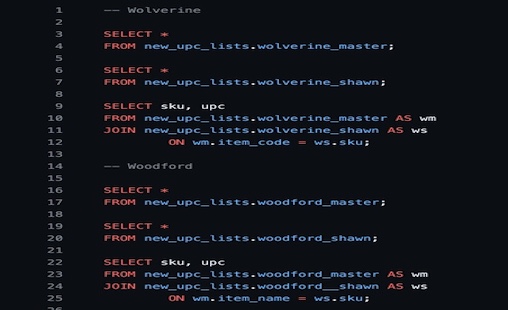 1 -- Wolverine
2
3 SELECT *
4 FROM new_upc_lists.wolverine_master;
5
6 SELECT *
7 FROM new_upc_lists.wolverine_shawn;
8
9 SELECT sku, upc
10 FROM new_upc_lists.wolverine_master AS wm
11 JOIN new_upc_lists.wolverine_shawn AS ws
12 ON wm.item_code = ws.sku;
13
14 -- Woodford
15
16 SELECT *
17 FROM new_upc_lists.woodford_master;
18
19 SELECT *
20 FROM new_upc_lists.woodford_shawn;
21
22 SELECT sku, upc
23 FROM new_upc_lists.woodford_master AS wm
24 JOIN new_upc_lists.woodford__shawn AS ws
25 ON wm.item_name = ws.sku;